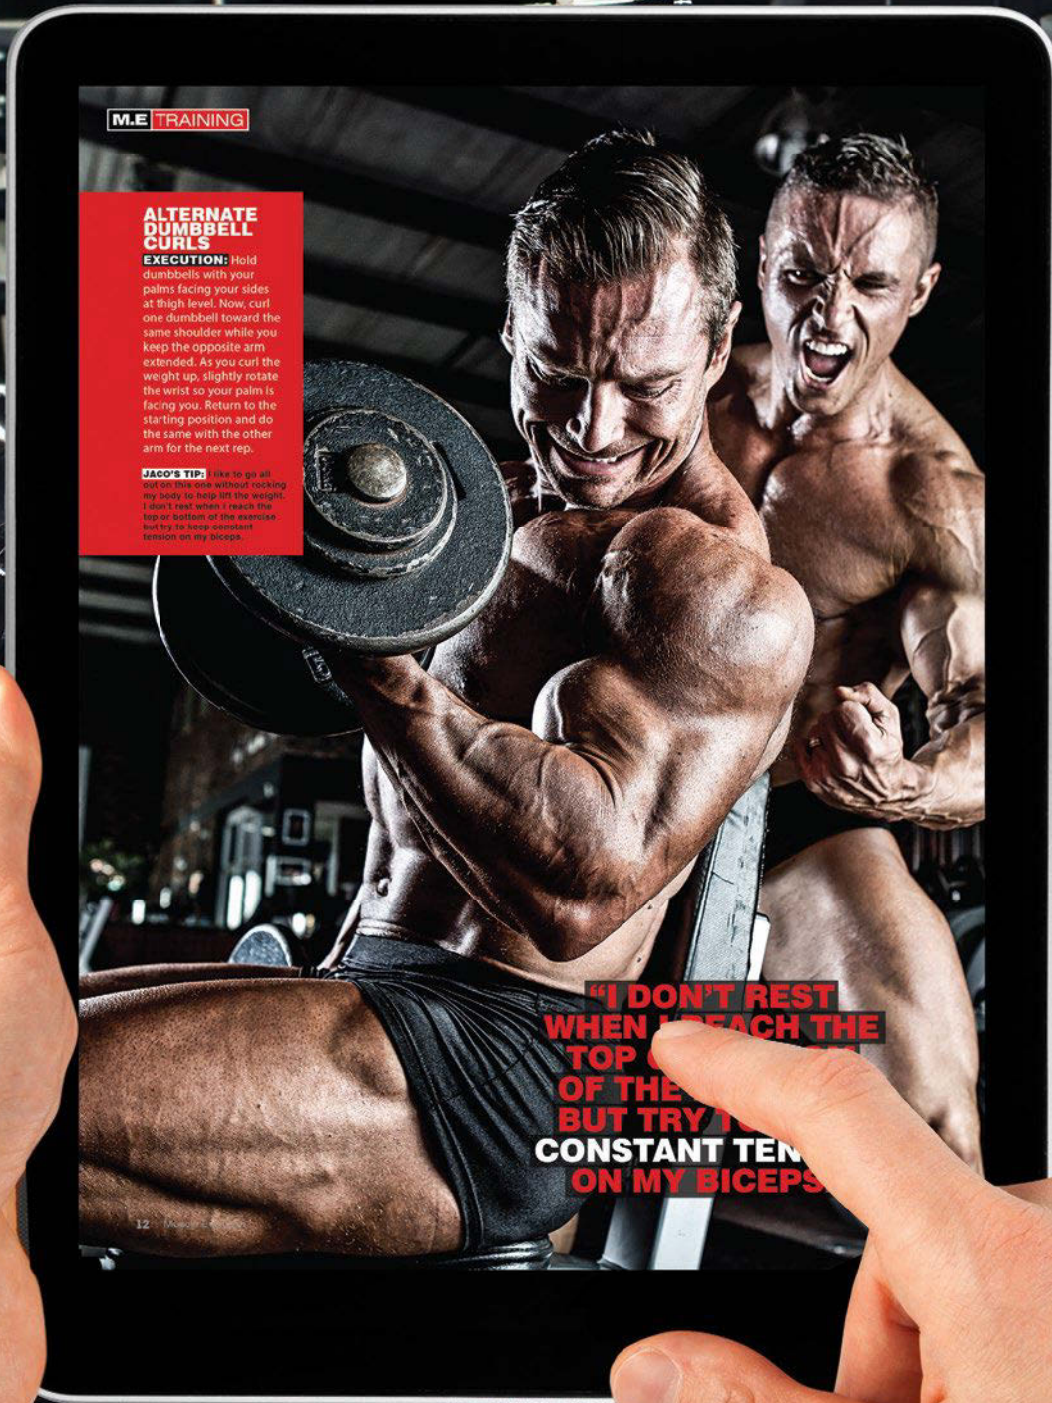 M.E TRAINING
ALTERNATE
DUMBBELL
CURLS
EXECUTION: Hold
dumbbells with your
palms facing your sides
at thigh level. Now, curl
one dumbbell toward the
same shoulder while you
keep the opposite arm
extended. As you curl the
weight up, slightly rotate
the wrist so your palm is
facing you. Return to the
starting position and do
the same with the other
arm for the next rep.
JACO'S TIP: I like to go all
out on this one without rocking
my body to help lift the weight.
I don't rest when I reach the
top or bottom of the exercise
but try to keep constant
tension on my biceps.
“I DON'T REST
WHEN I REACH THE
TOP
OF THE
BUT TRY
CONSTANT TEN
ON MY BICEPS
12